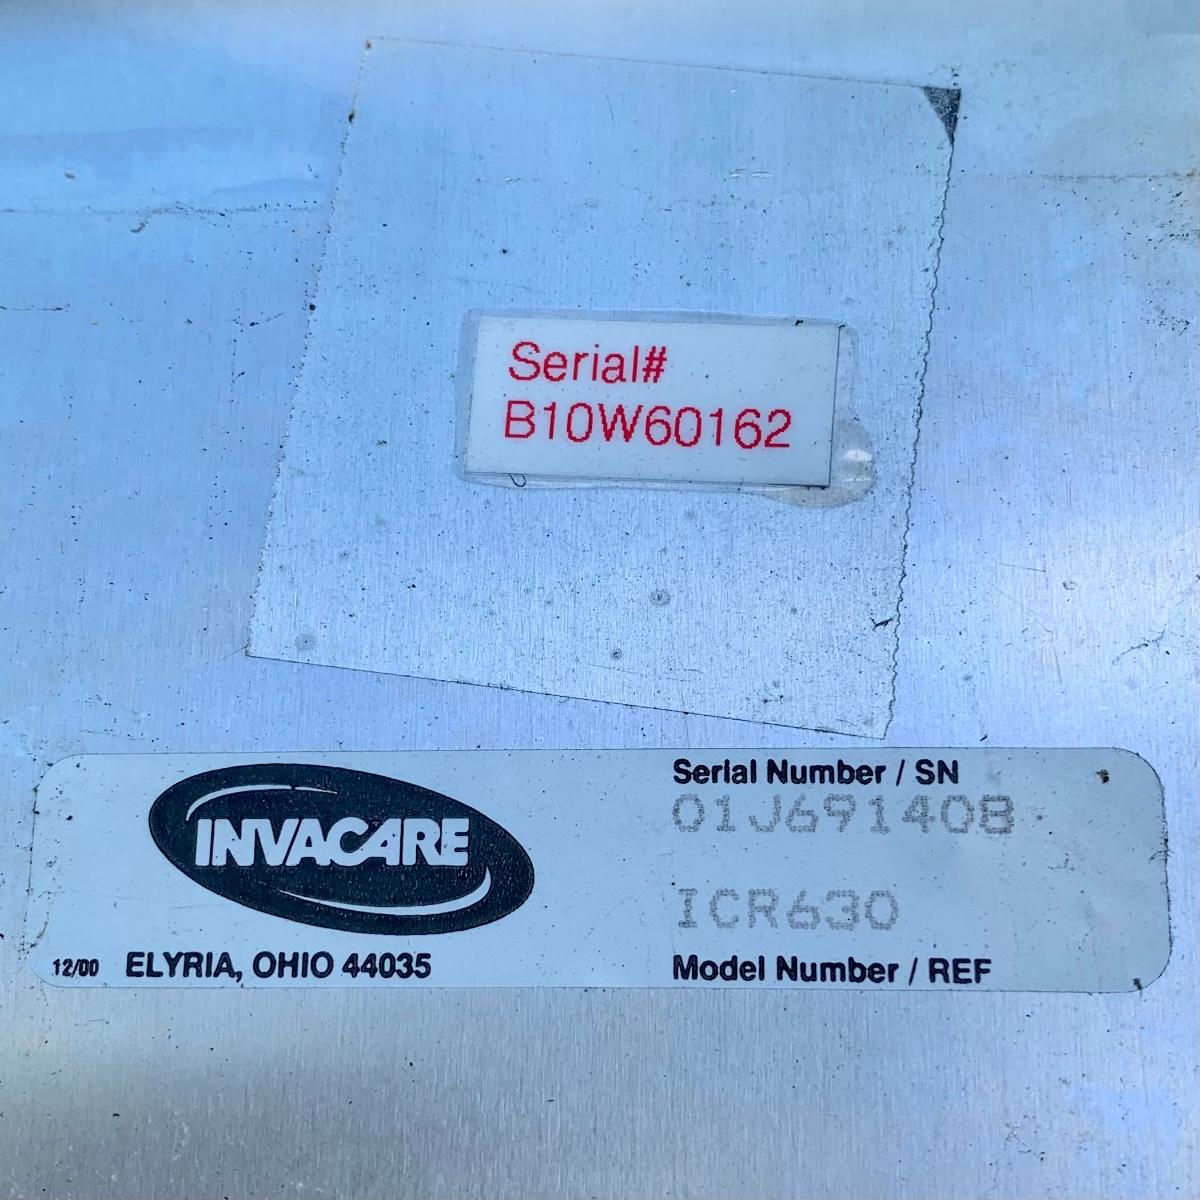 Serial#
B10W60162
INVACARE
12/00 ELYRIA, OHIO 44035
Serial Number / SN
01J691408
ICR630
Model Number / REF